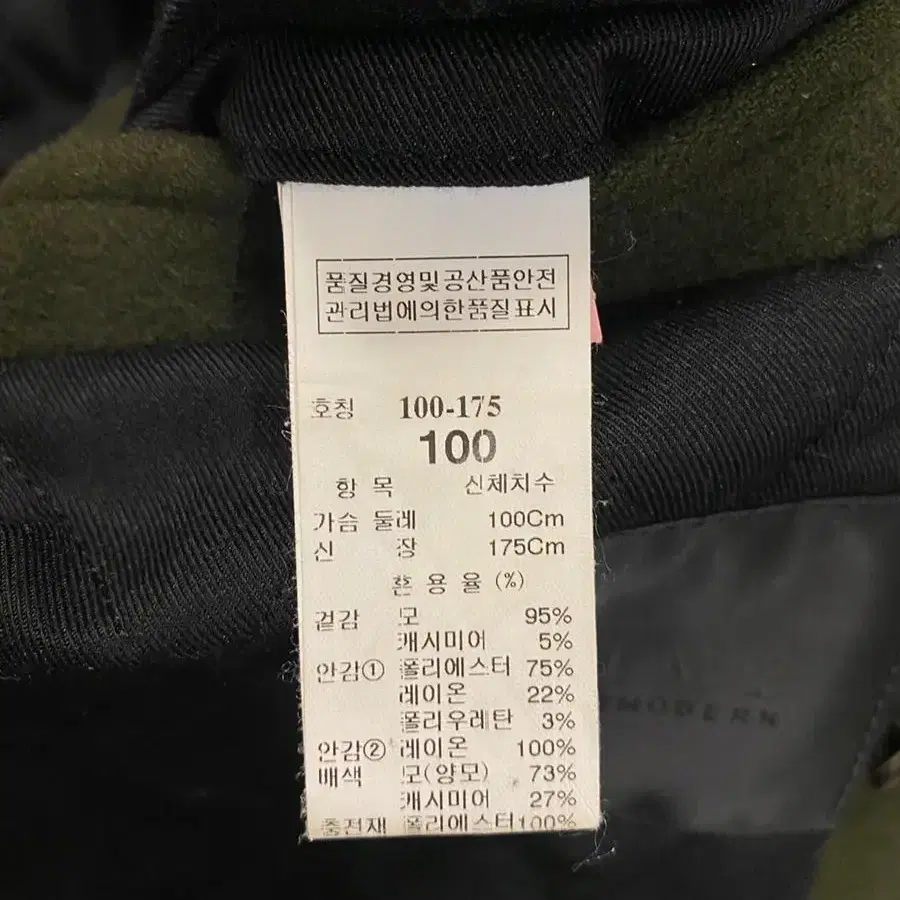 품질경영및공산품안전
관리법에의한품질표시
호칭 100-175
100
항 목 신체치수
가슴 둘레 100Cm
신 장 175Cm
혼 용 율 (%)
겉감 모 95%
캐시미어 5%
안감① 폴리에스터 75%
레이온 22%
폴리우레탄 3%
안감② 레이온 100%
배색 모(양모) 73%
캐시미어 27%
충전재 폴리에스터100%